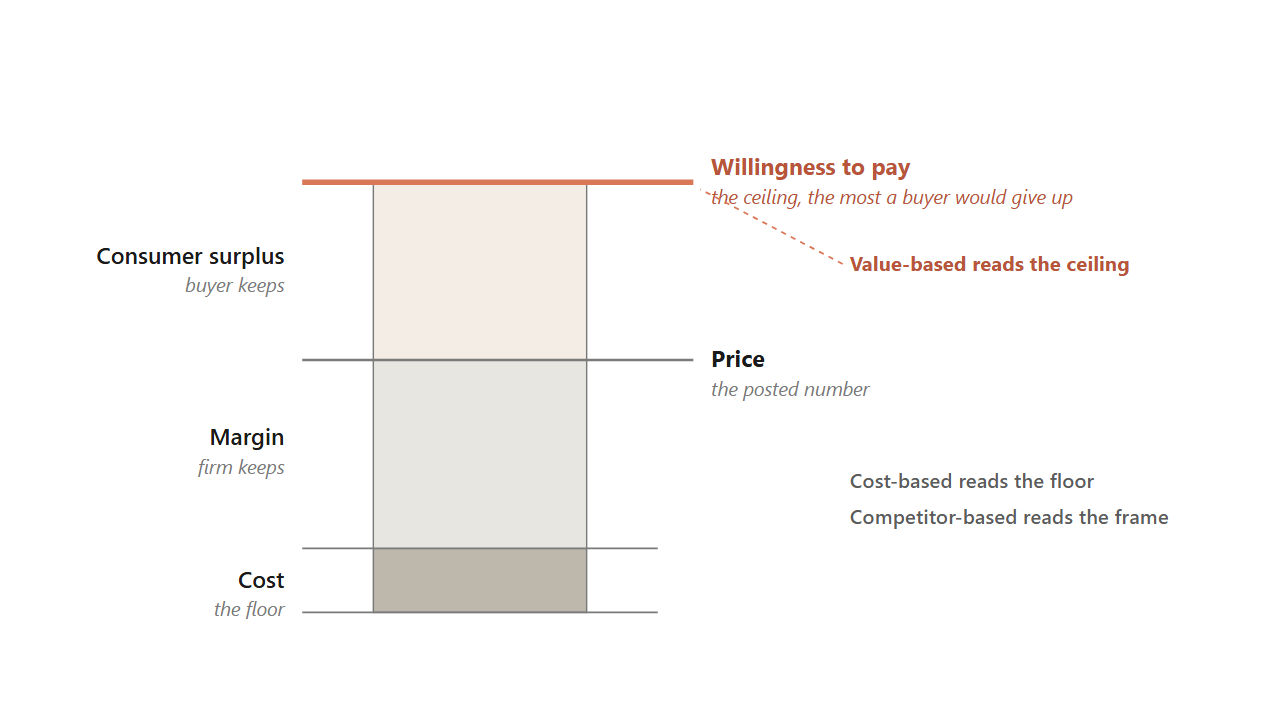 Willingness to pay
the ceiling, the most a buyer would give up
Consumer surplus
buyer keeps
Value-based reads the ceiling
Price
the posted number
Margin
firm keeps
Cost-based reads the floor
Competitor-based reads the frame
Cost
the floor